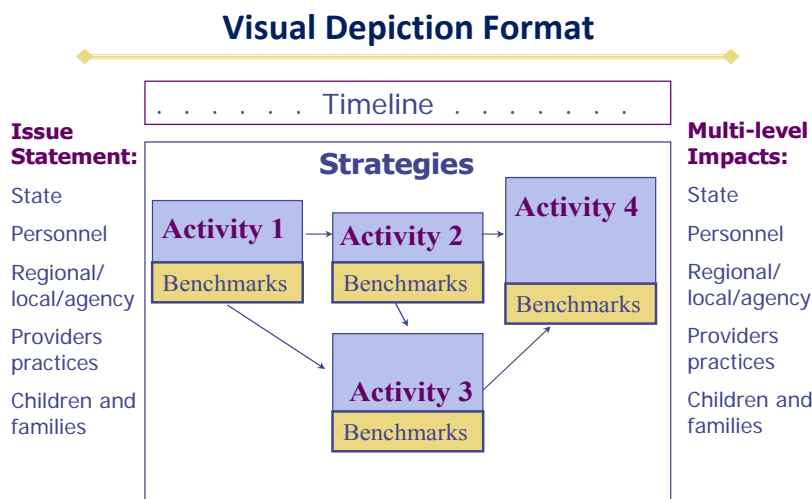 Visual Depiction Format
. . . . . . Timeline . . . . . . .
Issue
Statement:
State
Personnel
Regional/
local/agency
Providers
practices
Children and
families
Strategies
Activity 1
Benchmarks
Activity 2
Benchmarks
Activity 3
Benchmarks
Activity 4
Benchmarks
Multi-level
Impacts:
State
Personnel
Regional/
local/agency
Providers
practices
Children and
families